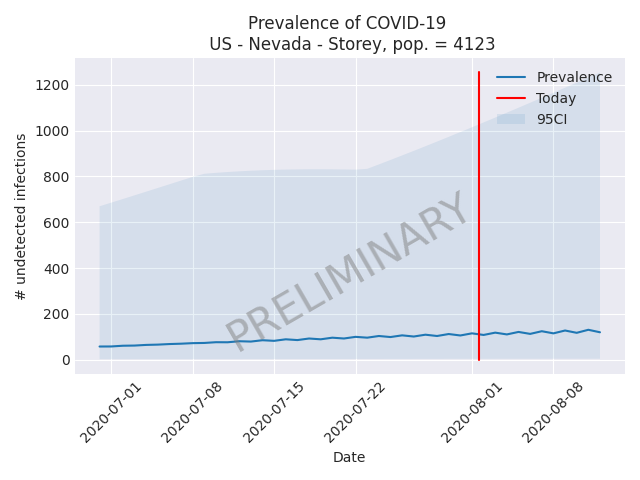 Prevalence of COVID-19
US - Nevada - Storey, pop. = 4123
Prevalence
Today
95CI
1200
1000
800
600
400
200
0
# undetected infections
PRELIMINARY
2020-07-01
2020-07-08
2020-07-15
2020-07-22
2020-08-01
2020-08-08
Date